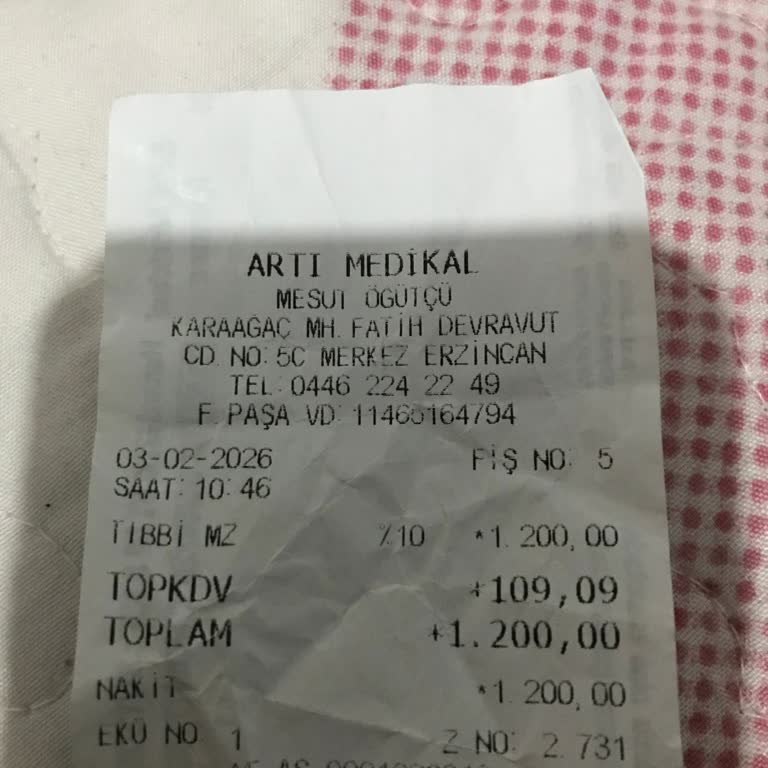 ARTI MEDİKAL
MESUT ÖGÜTÇÜ
KARAAĞAÇ MH. FATİH DEVRAVUT
CD. NO: 5C MERKEZ ERZİNCAN
TEL: 0446 224 22 49
F. PAŞA VD:
03-02-2026 FİŞ NO: 5
SAAT: 10:46
TIBBİ MZ %10 *1.200,00
TOPKDV *109,09
TOPLAM *1.200,00
NAKİT *1.200,00
EKÜ NO 1 Z NO: 2.731